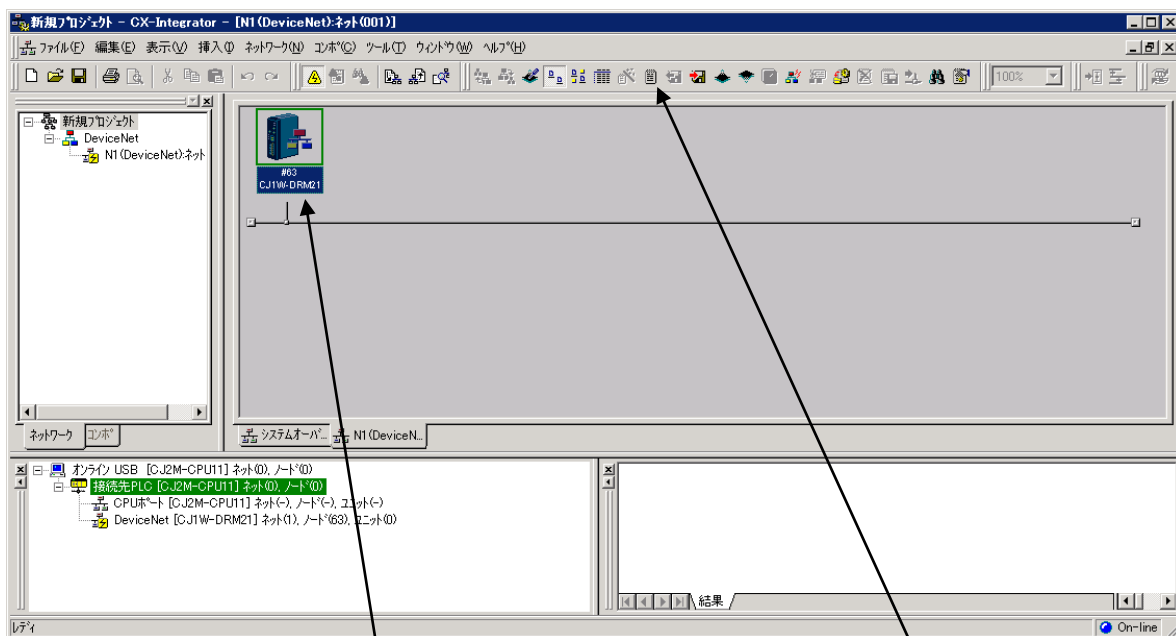 新規プロジェクト - CX-Integrator - [N1(DeviceNet):ネット(001)]
ファイル(F) 編集(E) 表示(V) 挿入(I) ネットワーク(N) コンポ(C) ツール(T) ウィンドウ(W) ヘルプ(H)
100%
新規プロジェクト
DeviceNet
N1(DeviceNet):ネット
#63
CJ1W-DRM21
ネットワーク コンポ
システムオーバ... N1(DeviceN...
オンライン USB [CJ2M-CPU11] ネット(0), ノード(0)
接続先PLC [CJ2M-CPU11] ネット(0), ノード(0)
CPUポート [CJ2M-CPU11] ネット(-), ノード(-), ユニット(-)
DeviceNet [CJ1W-DRM21] ネット(1), ノード(63), ユニット(0)
結果
レディ
On-line